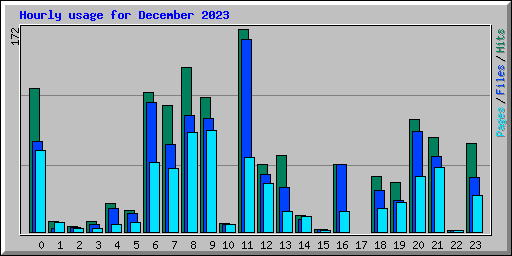 Hourly usage for December 2023
172
Pages/Files/Hits
0 1 2 3 4 5 6 7 8 9 10 11 12 13 14 15 16 17 18 19 20 21 22 23